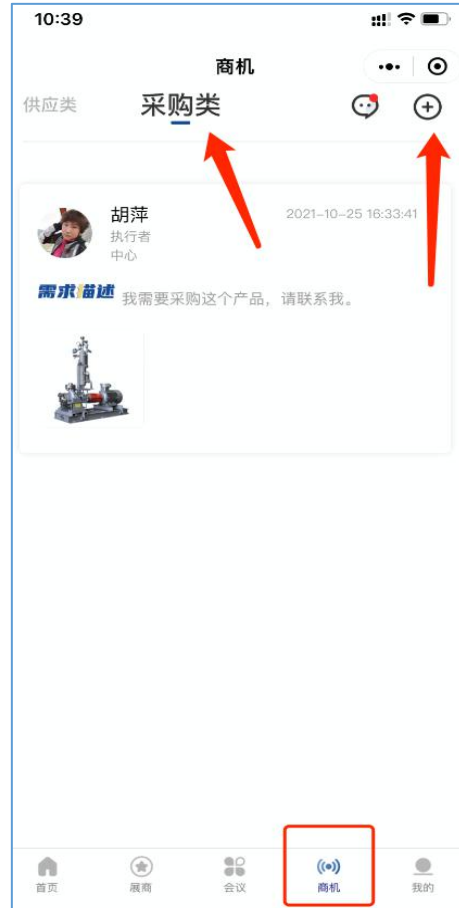 10:39
商机
供应类
采购类
胡萍
2021-10-25 16:33:41
执行者
中心
需求描述 我需要采购这个产品，请联系我。
首页
展商
会议
商机
我的